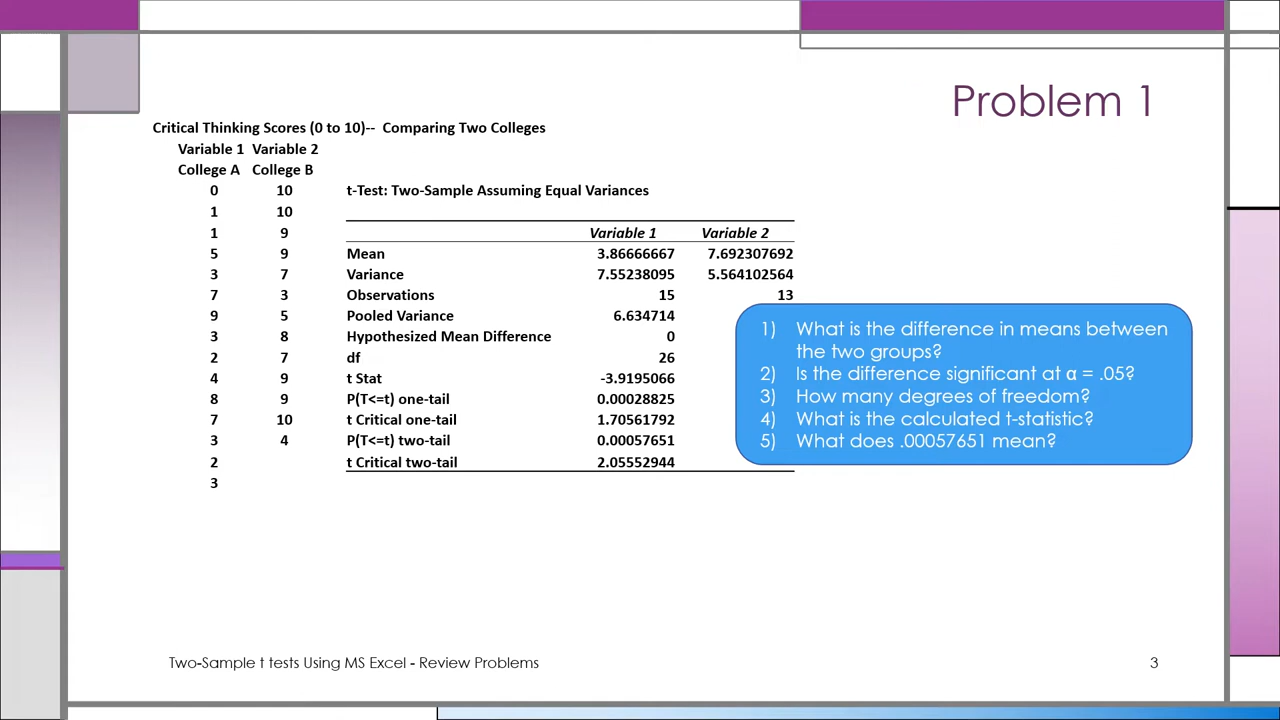 Problem 1
Critical Thinking Scores (0 to 10)-- Comparing Two Colleges
Variable 1 Variable 2
College A College B
0 10 t-Test: Two-Sample Assuming Equal Variances
1 10
1 9 Variable 1 Variable 2
5 9 Mean 3.86666667 7.692307692
3 7 Variance 7.55238095 5.564102564
7 3 Observations 15 13
9 5 Pooled Variance 6.634714
3 8 Hypothesized Mean Difference 0
2 7 df 26
4 9 t Stat -3.9195066
8 9 P(T<=t) one-tail 0.00028825
7 10 t Critical one-tail 1.70561792
3 4 P(T<=t) two-tail 0.00057651
2 t Critical two-tail 2.05552944
3
1) What is the difference in means between
the two groups?
2) Is the difference significant at α = .05?
3) How many degrees of freedom?
4) What is the calculated t-statistic?
5) What does .00057651 mean?
Two-Sample t tests Using MS Excel - Review Problems
3